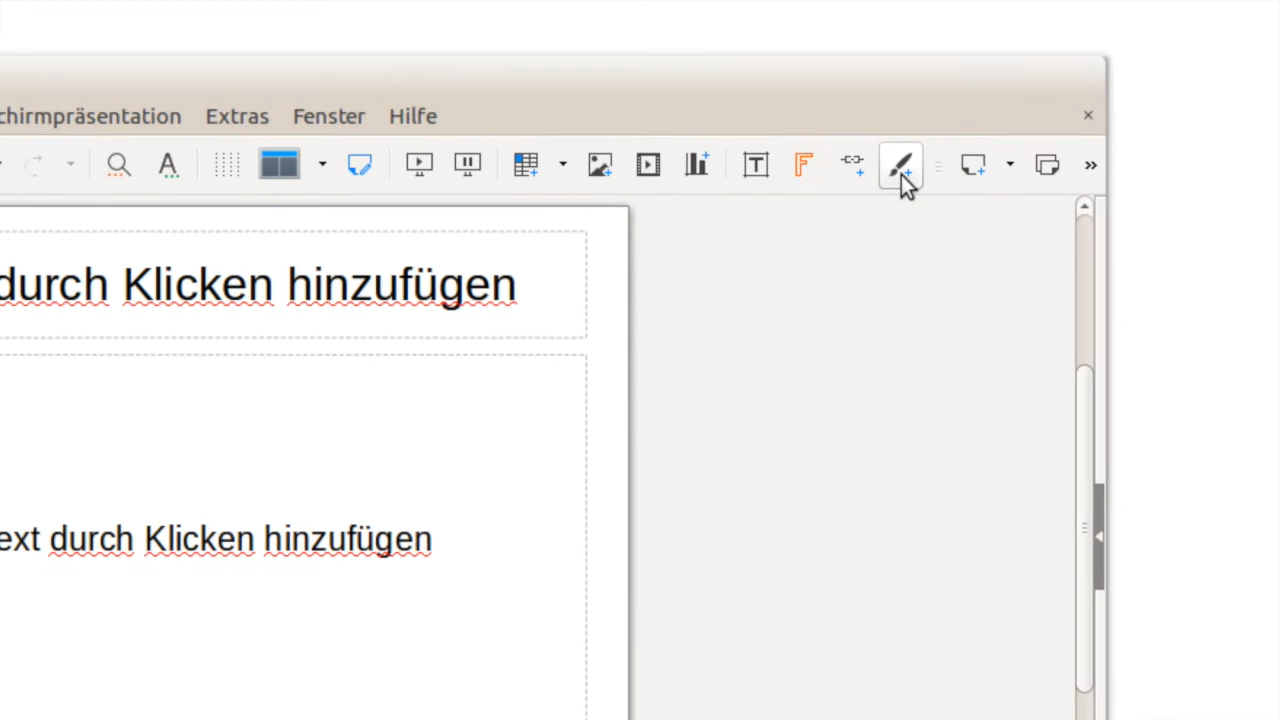 chirmpräsentation Extras Fenster Hilfe
durch Klicken hinzufügen
ext durch Klicken hinzufügen